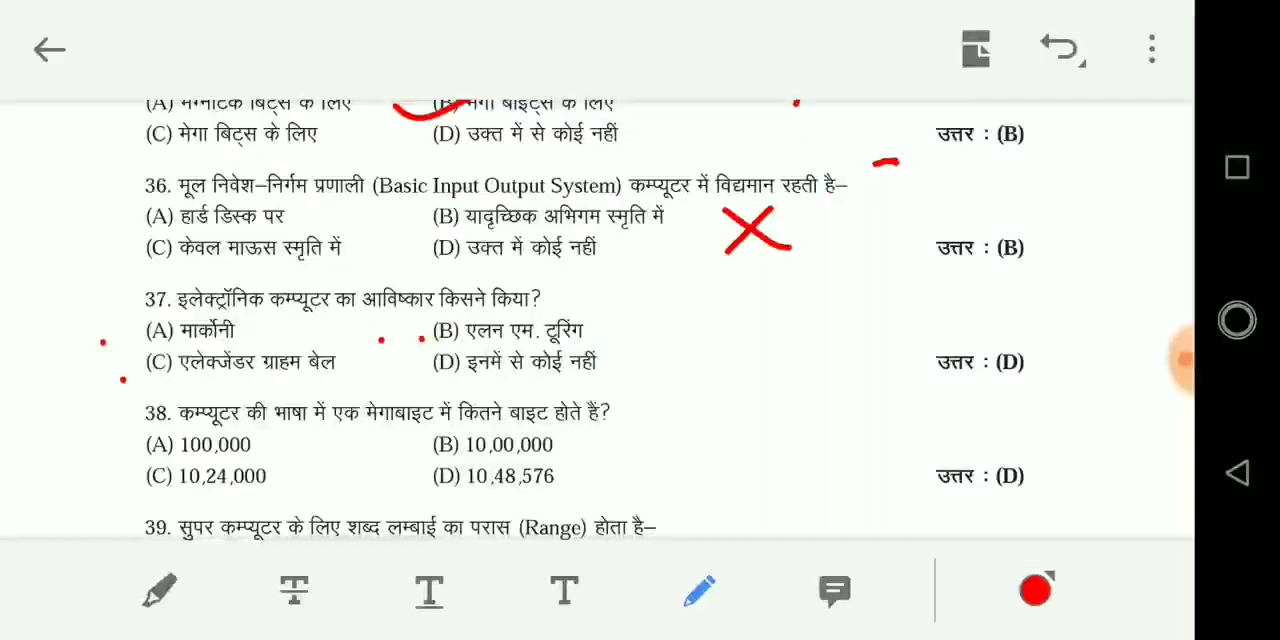 (A) मैग्नेटिक बिट्स के लिए (B) मेगा बाइट्स के लिए
(C) मेगा बिट्स के लिए (D) उक्त में से कोई नहीं उत्तर : (B)
36. मूल निवेश–निर्गम प्रणाली (Basic Input Output System) कम्प्यूटर में विद्यमान रहती है–
(A) हार्ड डिस्क पर (B) यादृच्छिक अभिगम स्मृति में
(C) केवल माऊस स्मृति में (D) उक्त में कोई नहीं उत्तर : (B)
37. इलेक्ट्रॉनिक कम्प्यूटर का आविष्कार किसने किया?
(A) मार्कोनी (B) एलन एम. टूरिंग
(C) एलेक्जेंडर ग्राहम बेल (D) इनमें से कोई नहीं उत्तर : (D)
38. कम्प्यूटर की भाषा में एक मेगाबाइट में कितने बाइट होते हैं?
(A) 100,000 (B) 10,00,000
(C) 10,24,000 (D) 10,48,576 उत्तर : (D)
39. सुपर कम्प्यूटर के लिए शब्द लम्बाई का परास (Range) होता है–